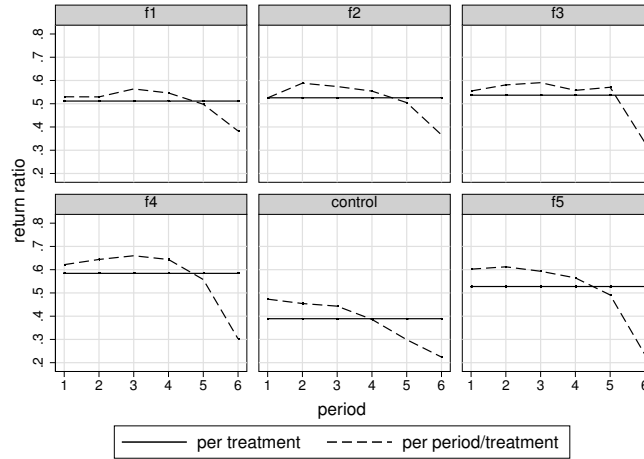 f1 f2 f3
.8
.7
.6
.5
.4
.3
.2
f4 control f5
.8
.7
.6
.5
.4
.3
.2
return ratio
1 2 3 4 5 6 1 2 3 4 5 6 1 2 3 4 5 6
period
per treatment per period/treatment